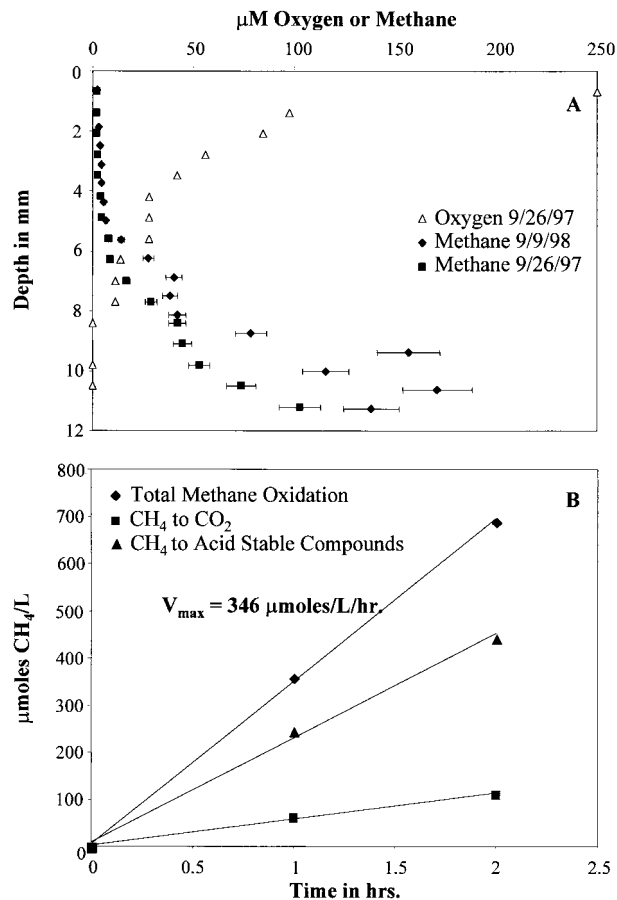 μM Oxygen or Methane
0 50 100 150 200 250
A
0
2
4
6
8
10
12
Depth in mm
△ Oxygen 9/26/97
◆ Methane 9/9/98
■ Methane 9/26/97
B
800
700
600
500
400
300
200
100
0
μmoles CH₄/L
◆ Total Methane Oxidation
■ CH₄ to CO₂
▲ CH₄ to Acid Stable Compounds
Vmax = 346 μmoles/L/hr.
0 0.5 1 1.5 2 2.5
Time in hrs.